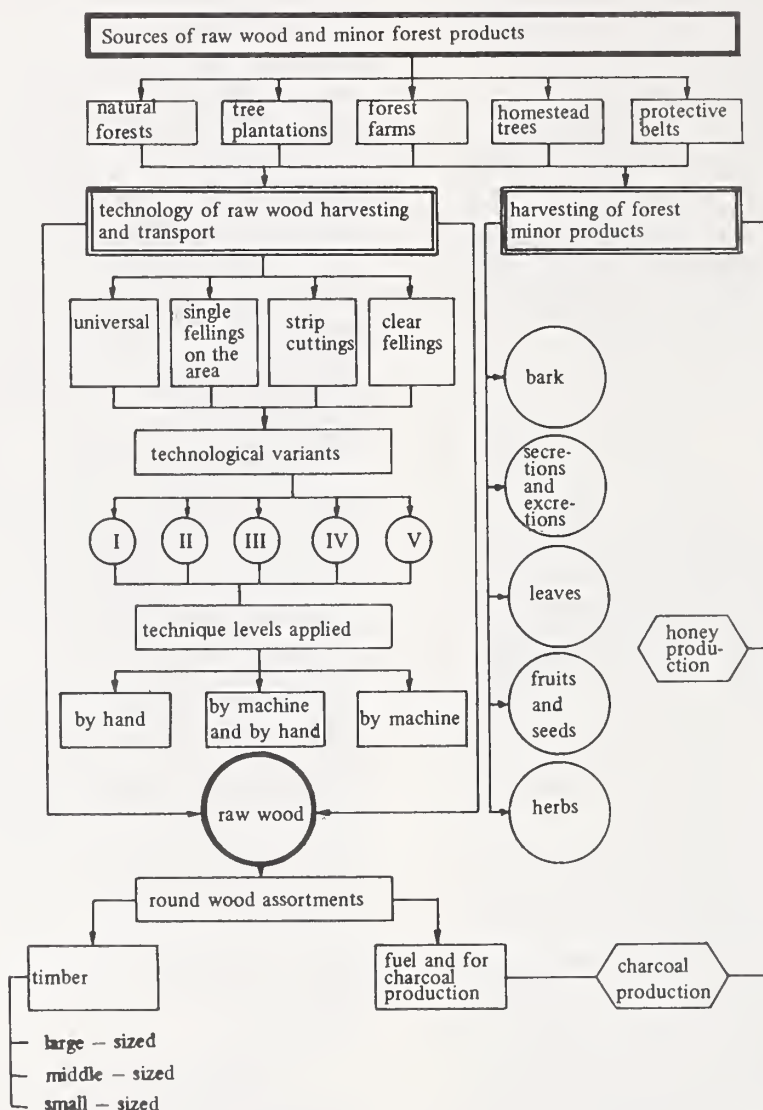 Sources of raw wood and minor forest products
natural
forests
tree
plantations
forest
farms
homestead
trees
protective
belts
technology of raw wood harvesting
and transport
harvesting of forest
minor products
universal
single
fellings
on the
area
strip
cuttings
clear
fellings
bark
technological variants
secre-
tions
and
excre-
tions
I II III IV V
leaves
technique levels applied
honey
produ-
ction
by hand
by machine
and by hand
by machine
fruits
and
seeds
raw wood
herbs
round wood assortments
timber
fuel and for
charcoal
production
charcoal
production
large – sized
middle – sized
small – sized